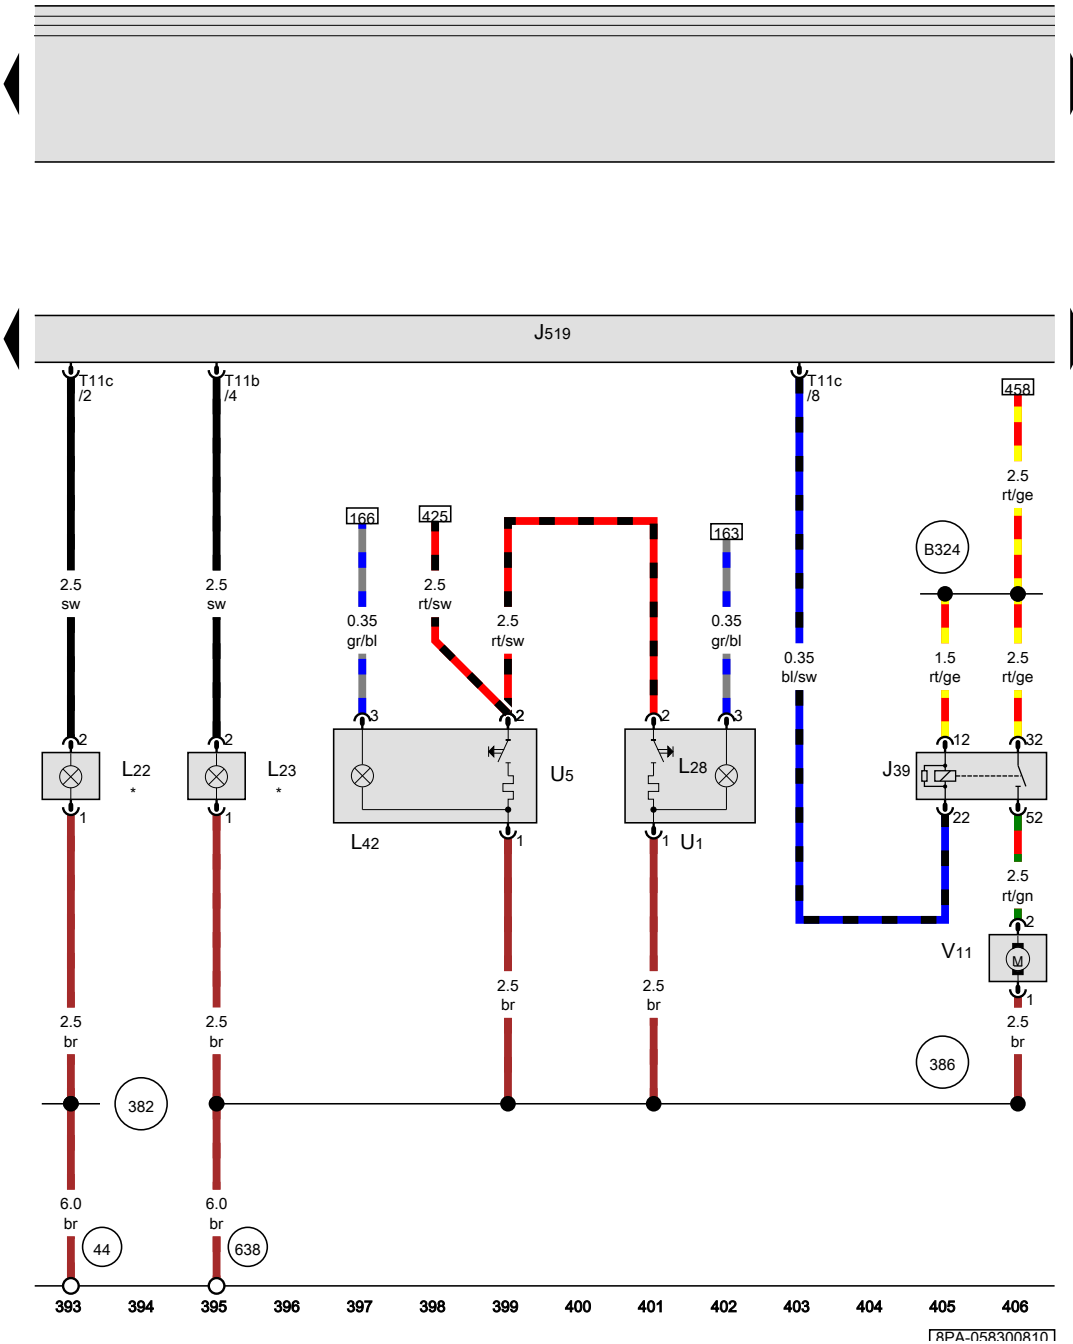 J519
T11c
/2
T11b
/4
T11c
/8
458
2.5
rt/ge
166
425
163
B324
2.5
sw
2.5
sw
2.5
rt/sw
0.35
gr/bl
2.5
rt/sw
0.35
gr/bl
0.35
bl/sw
1.5
rt/ge
2.5
rt/ge
3
2
2
3
2
2
12
32
L22
*
L23
*
U5
L28
J39
1
1
L42
1
1
U1
22
52
2.5
rt/gn
2
V11
M
1
2.5
br
2.5
br
2.5
br
2.5
br
2.5
br
386
382
6.0
br
6.0
br
44
638
393 394 395 396 397 398 399 400 401 402 403 404 405 406
8PA-058300810